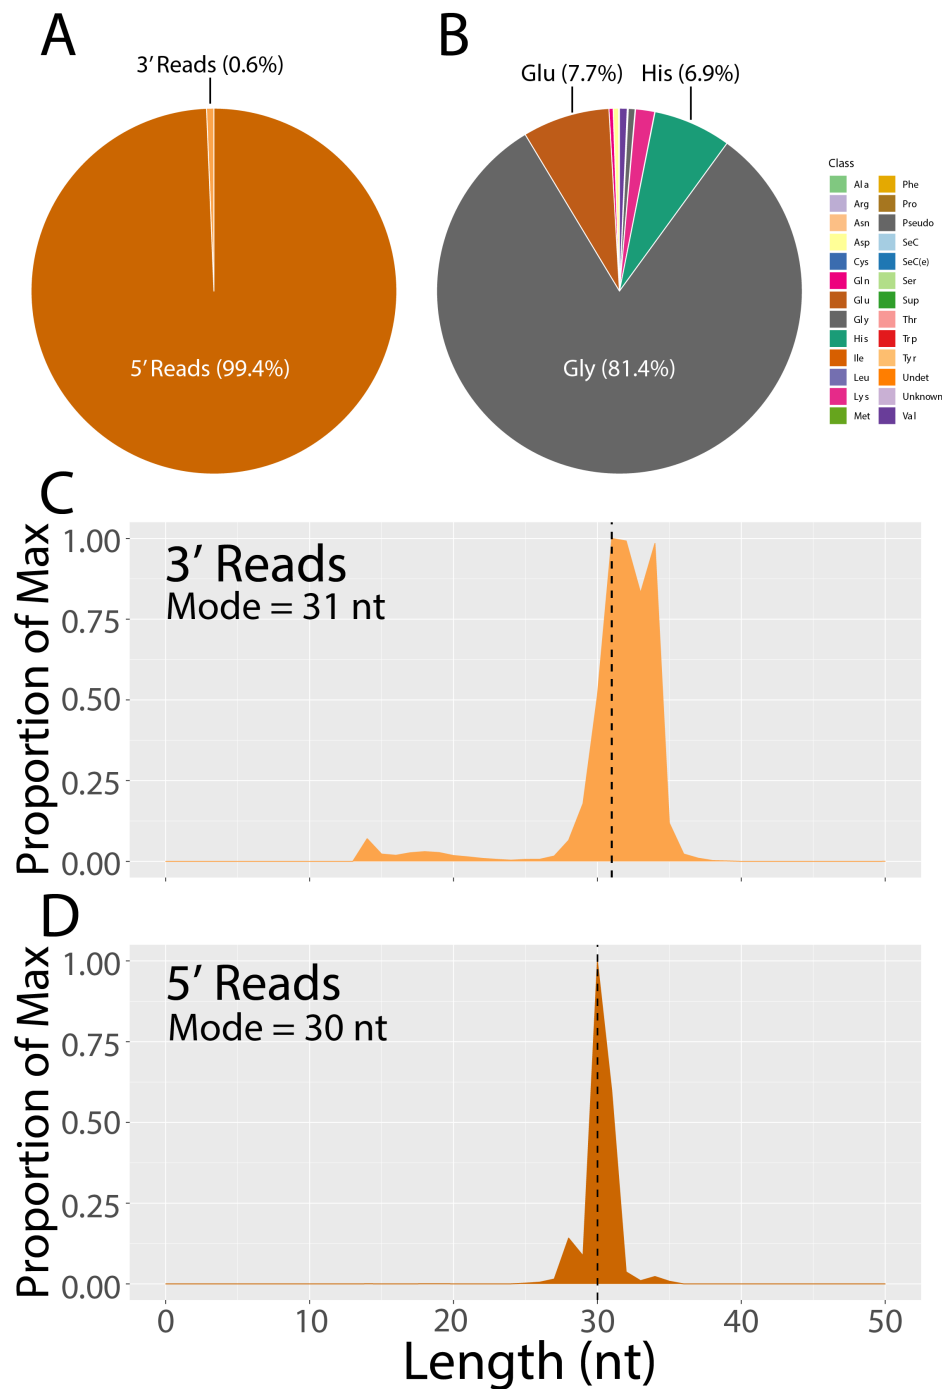 A
3’ Reads (0.6%)
5’ Reads (99.4%)
B
Glu (7.7%)
His (6.9%)
Gly (81.4%)
Class
Ala
Arg
Asn
Asp
Cys
Gln
Glu
Gly
His
Ile
Leu
Lys
Met
Phe
Pro
Pseudo
SeC
SeC(e)
Ser
Sup
Thr
Trp
Tyr
Undet
Unknown
Val
C
Proportion of Max
1.00
0.75
0.50
0.25
0.00
3’ Reads
Mode = 31 nt
D
Proportion of Max
1.00
0.75
0.50
0.25
0.00
5’ Reads
Mode = 30 nt
0 10 20 30 40 50
Length (nt)